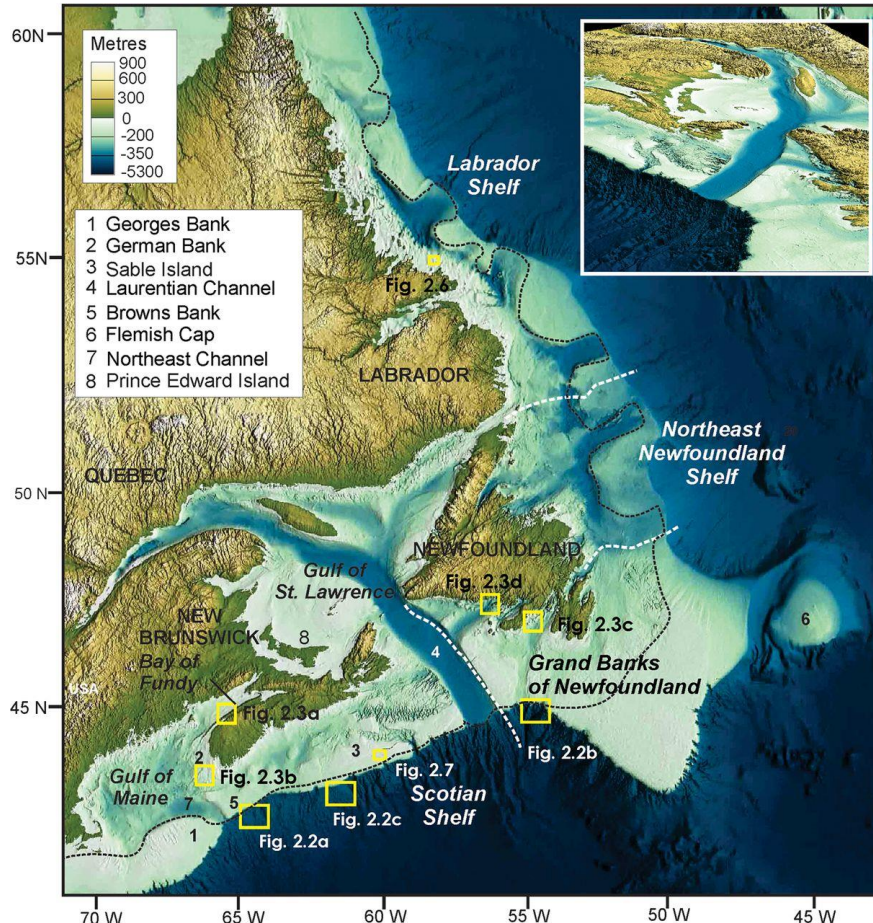 60N
Metres
900
600
300
0
-200
-350
-5300
Labrador
Shelf
1 Georges Bank
2 German Bank
3 Sable Island
4 Laurentian Channel
5 Browns Bank
6 Flemish Cap
7 Northeast Channel
8 Prince Edward Island
55N
Fig. 2.6
LABRADOR
Northeast
Newfoundland
Shelf
QUEBEC
50 N
NEWFOUNDLAND
Gulf of
St. Lawrence
Fig. 2.3d
NEW
BRUNSWICK
8
Fig. 2.3c
6
Bay of
Fundy
4
Grand Banks
of Newfoundland
USA
45N
Fig. 2.3a
Fig. 2.2b
2
3
Gulf of
Maine
Fig. 2.3b
Fig. 2.7
7
5
Scotian
Shelf
1
Fig. 2.2a
Fig. 2.2c
70 W
65 W
60 W
55 W
50 W
45 W